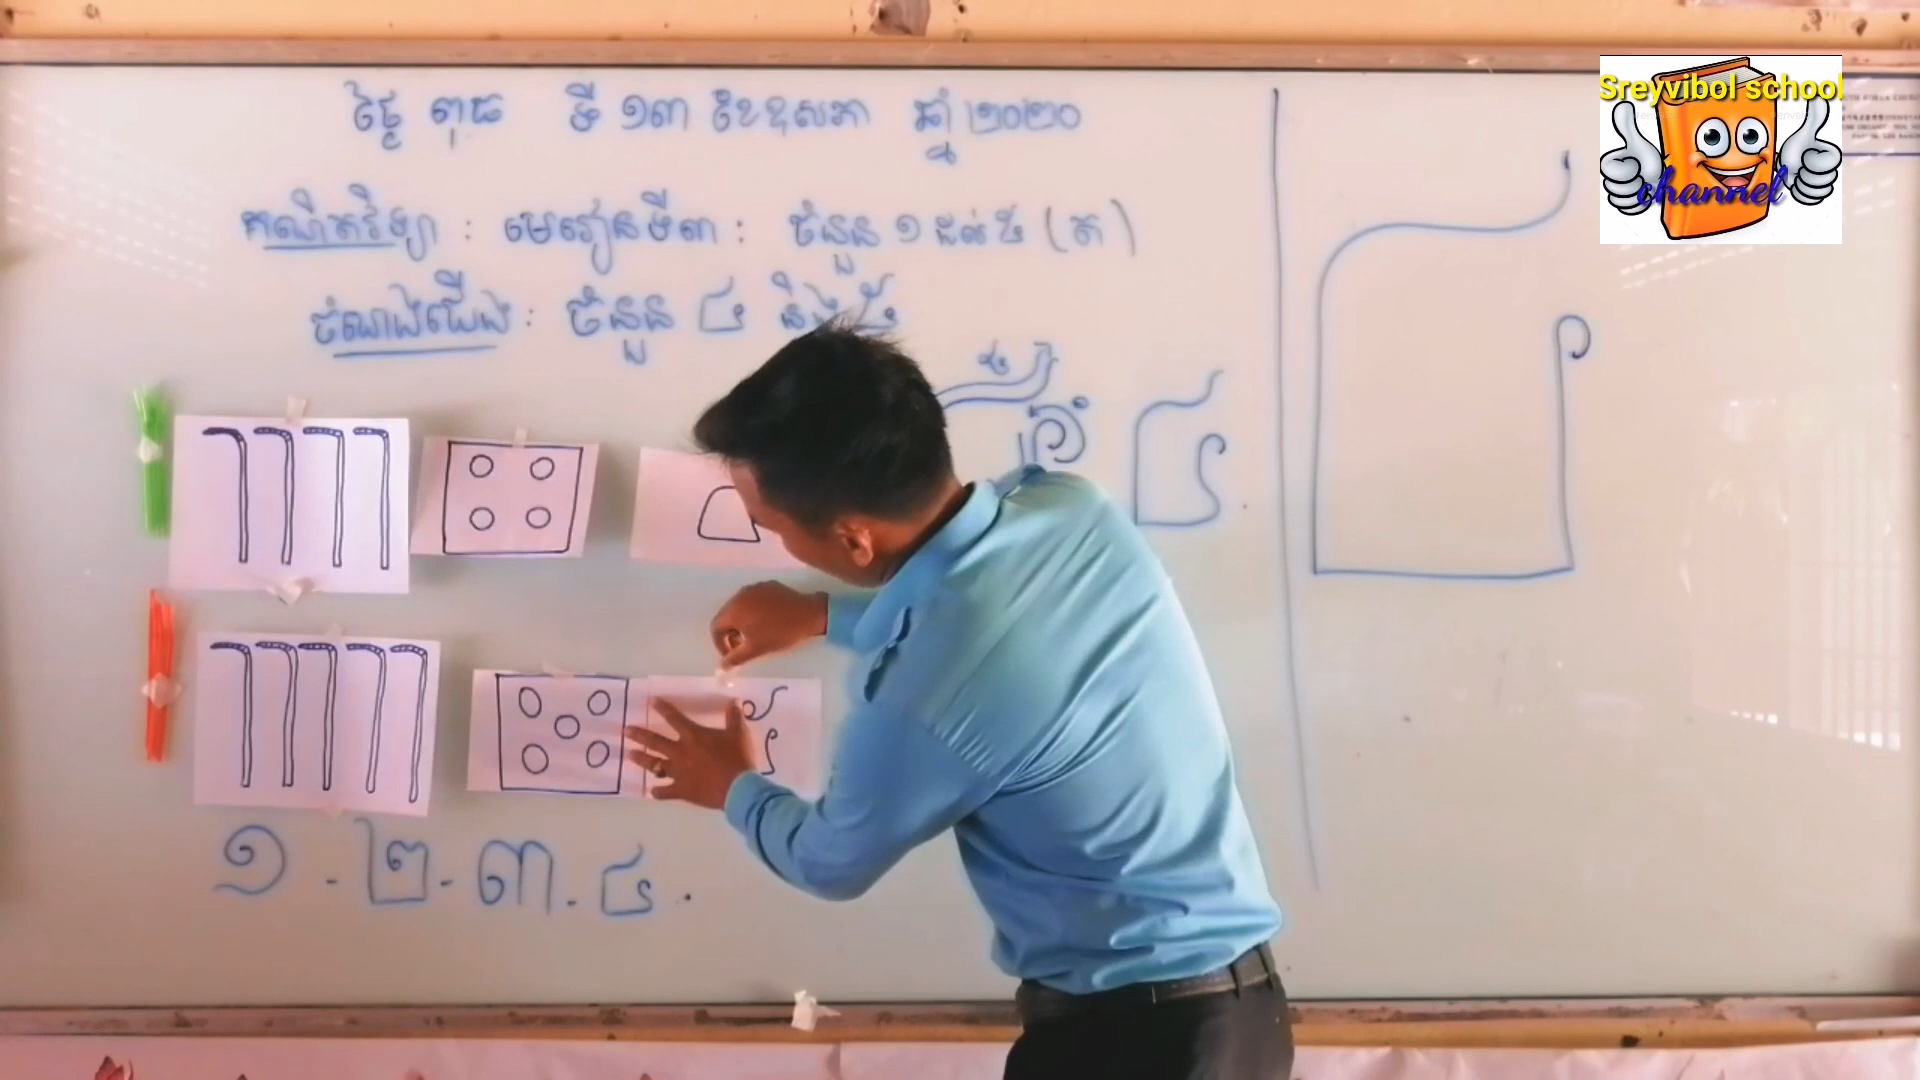 ថ្ងៃ ពុធ ទី ១៣ ខែឧសភា ឆ្នាំ ២០២០
គណិតវិទ្យា : មេរៀនទី៣ : ចំនួន ១ ដល់ ៥ (ត)
ចំណងជើង : ចំនួន ៤ និង ៥
៤
១ - ២ - ៣ . ៤ .
Sreyvibol school
channel